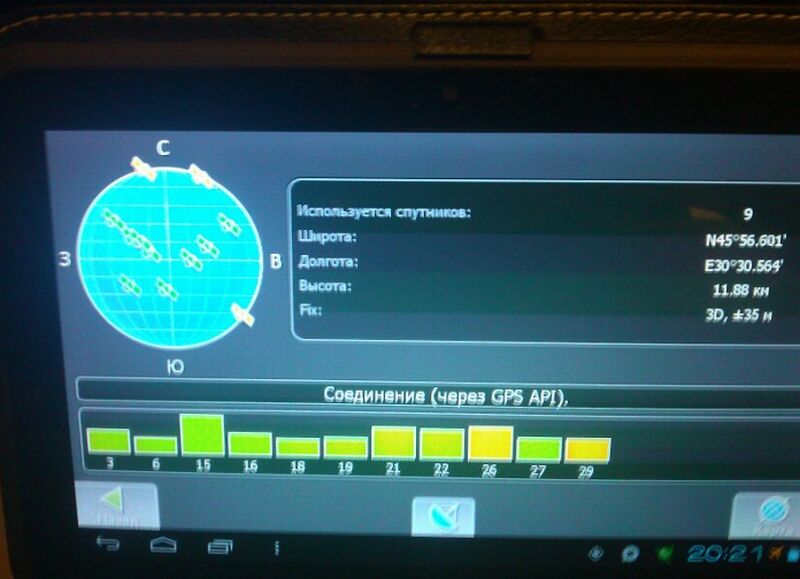 С
З
В
Ю
Используется спутников: 9
Широта: N45°56.601'
Долгота: E30°30.564'
Высота: 11.88 км
Fix: 3D, ±35 м
Соединение (через GPS API).
3 6 15 16 18 19 21 22 26 27 29
Назад
Карта
20:21